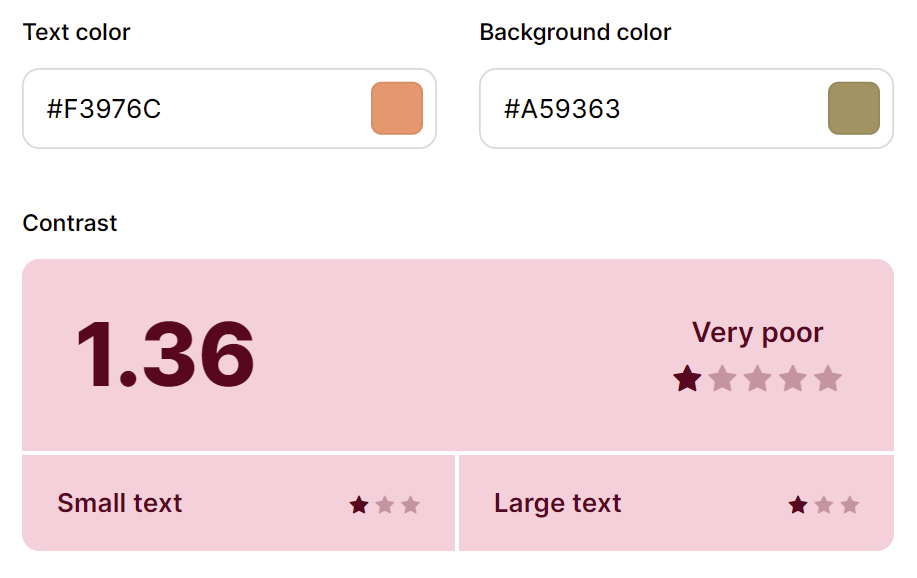 Text color
Background color
#F3976C
#A59363
Contrast
1.36
Very poor
Small text
Large text